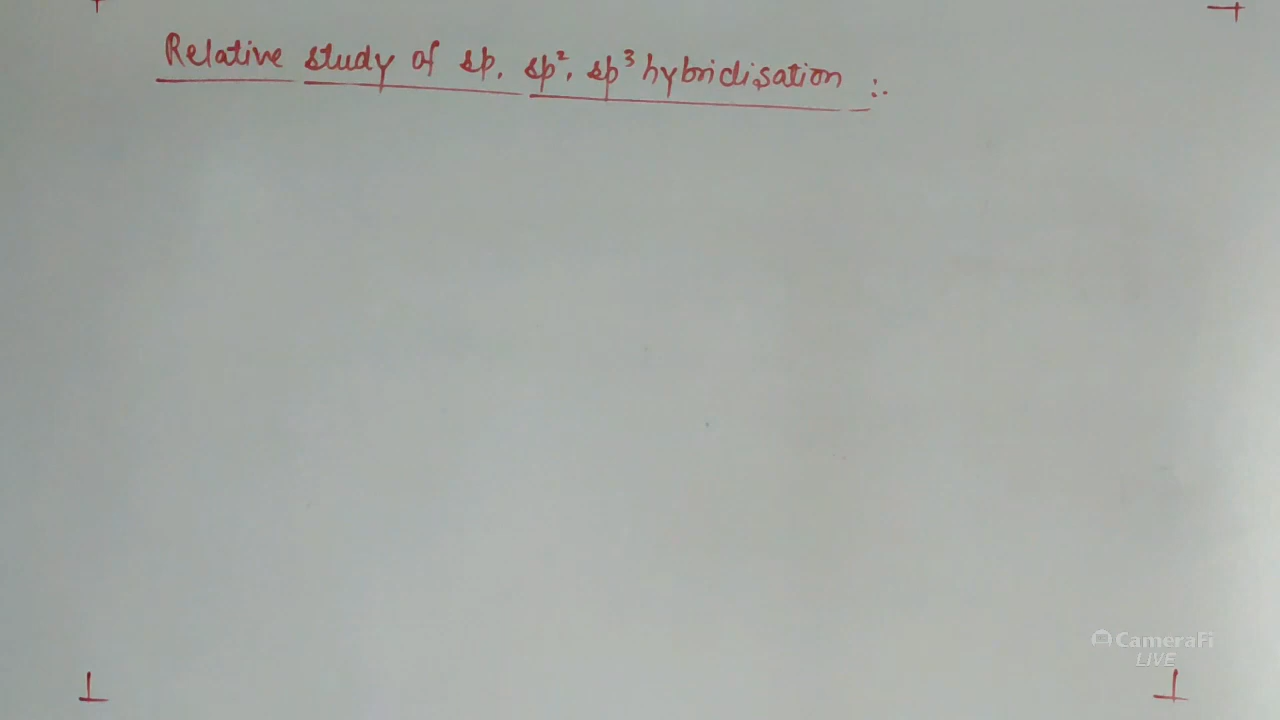 Relative study of sp, sp², sp³ hybridisation :.
CameraFi
LIVE